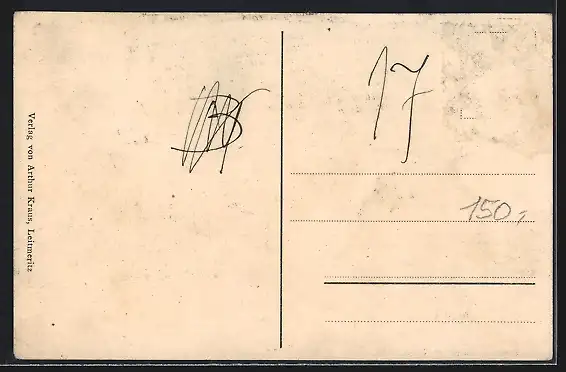 Verlag von Arthur Kraus, Leitmeritz
17
150,-